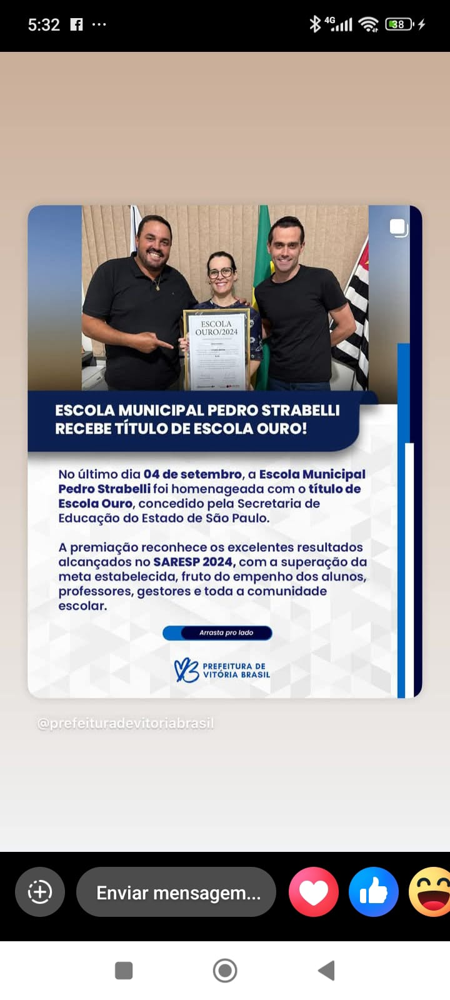 5:32
4G
38
ESCOLA
OURO/2024
ESCOLA MUNICIPAL PEDRO STRABELLI
RECEBE TÍTULO DE ESCOLA OURO!
No último dia 04 de setembro, a Escola Municipal
Pedro Strabelli foi homenageada com o título de
Escola Ouro, concedido pela Secretaria de
Educação do Estado de São Paulo.
A premiação reconhece os excelentes resultados
alcançados no SARESP 2024, com a superação da
meta estabelecida, fruto do empenho dos alunos,
professores, gestores e toda a comunidade
escolar.
Arrasta pro lado
PREFEITURA DE
VITÓRIA BRASIL
@prefeituradevitoriabrasil
Enviar mensagem...